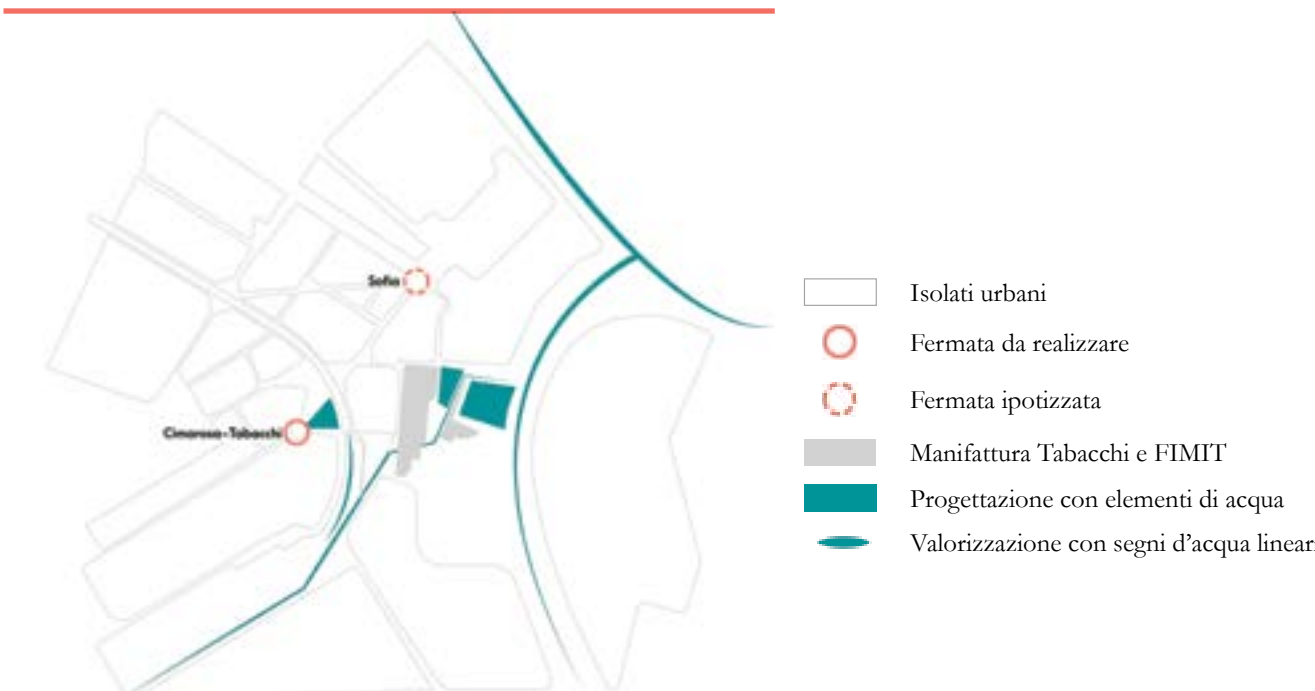 Sofia
Cimarosa-Tabacchi
Isolati urbani
Fermata da realizzare
Fermata ipotizzata
Manifattura Tabacchi e FIMIT
Progettazione con elementi di acqua
Valorizzazione con segni d'acqua lineari